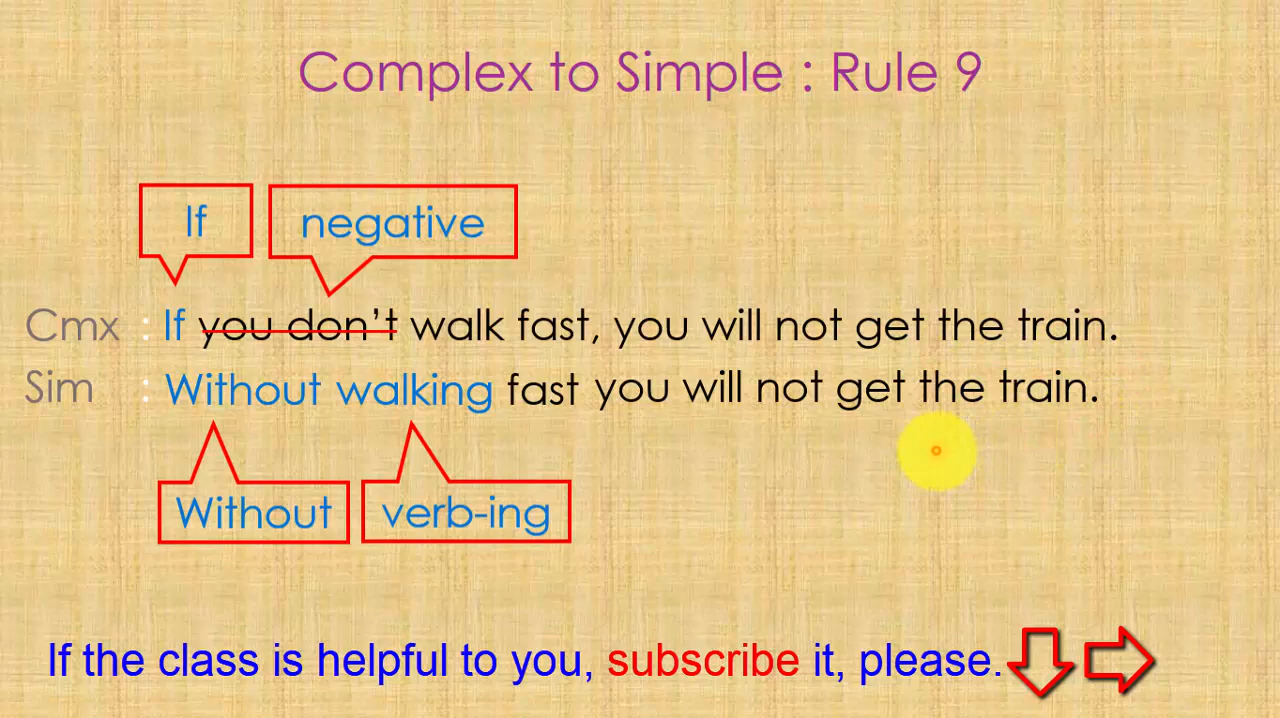 Complex to Simple : Rule 9
If negative
Cmx : If you don't walk fast, you will not get the train.
Sim : Without walking fast you will not get the train.
Without verb-ing
If the class is helpful to you, subscribe it, please.